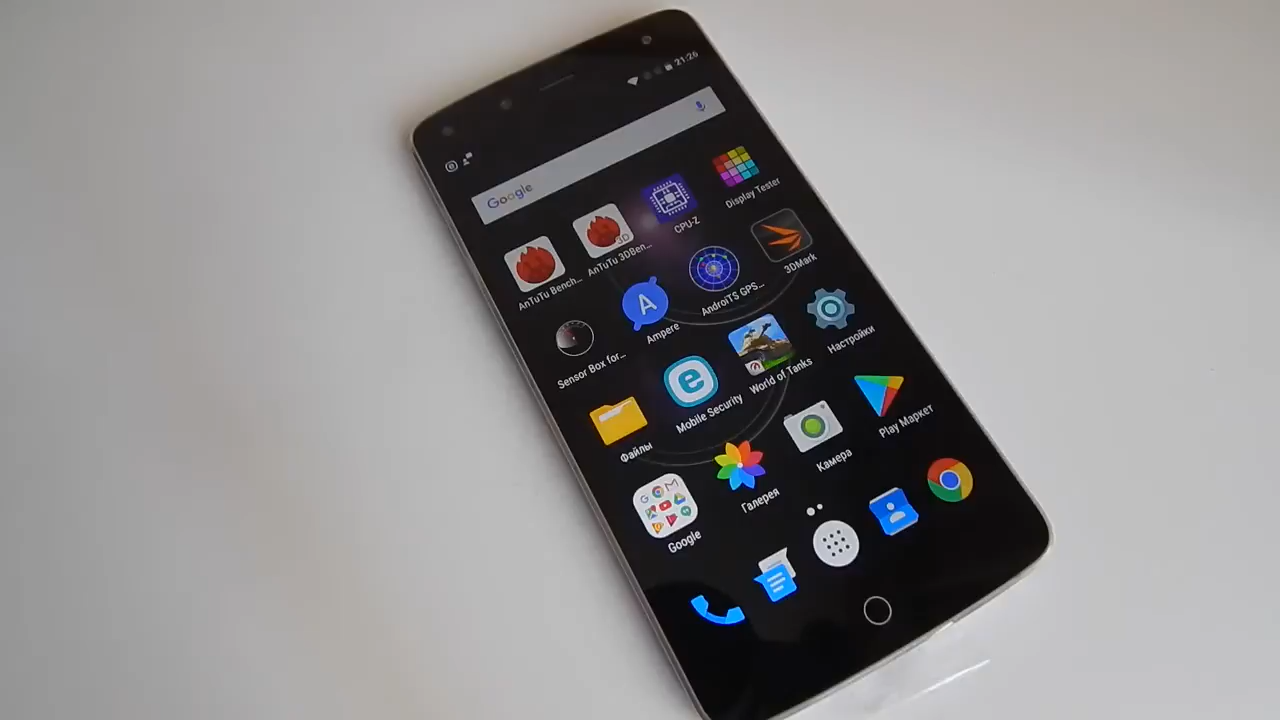 21:26
Google
AnTuTu Bench...
AnTuTu 3DBen...
CPU-Z
Display Tester
Sensor Box for...
Ampere
AndroiTS GPS...
3DMark
Файлы
Mobile Security
World of Tanks
Настройки
Google
Галерея
Камера
Play Маркет